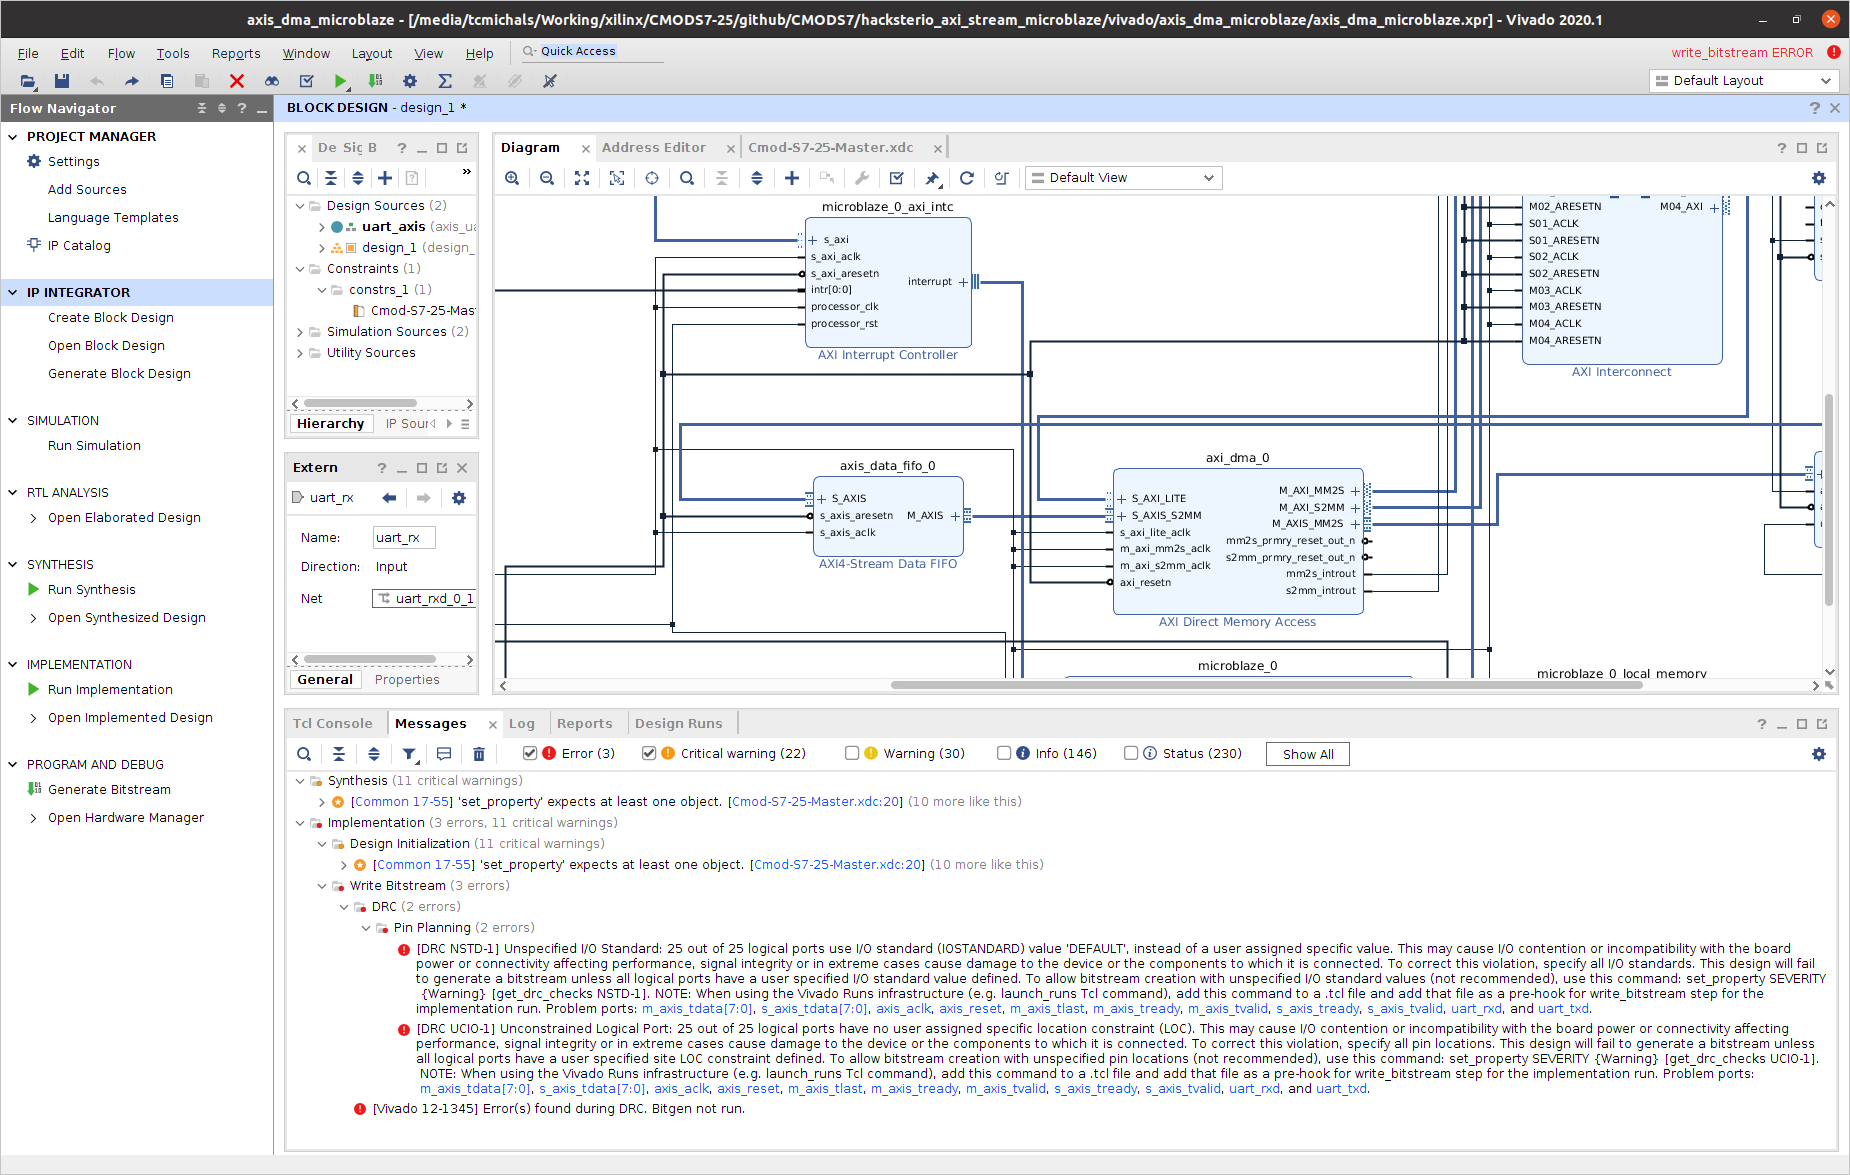 axis_dma_microblaze - [/media/tcmichals/Working/xilinx/CMODS7-25/github/CMODS7/hacksterio_axi_stream_microblaze/vivado/axis_dma_microblaze/axis_dma_microblaze.xpr] - Vivado 2020.1
File Edit Flow Tools Reports Window Layout View Help Quick Access
write_bitstream ERROR
Default Layout
Flow Navigator
PROJECT MANAGER
Settings
Add Sources
Language Templates
IP Catalog
IP INTEGRATOR
Create Block Design
Open Block Design
Generate Block Design
SIMULATION
Run Simulation
RTL ANALYSIS
Open Elaborated Design
SYNTHESIS
Run Synthesis
Open Synthesized Design
IMPLEMENTATION
Run Implementation
Open Implemented Design
PROGRAM AND DEBUG
Generate Bitstream
Open Hardware Manager
BLOCK DESIGN - design_1 *
De Sig B
Design Sources (2)
uart_axis (axis_ua
design_1 (design_
Constraints (1)
constrs_1 (1)
Cmod-S7-25-Mas
Simulation Sources (2)
Utility Sources
Hierarchy IP Sour
Extern
uart_rx
Name: uart_rx
Direction: Input
Net uart_rxd_0_1
General Properties
Diagram Address Editor Cmod-S7-25-Master.xdc
Default View
microblaze_0_axi_intc
s_axi
s_axi_aclk
s_axi_aresetn
intr[0:0]
processor_clk
processor_rst
interrupt
AXI Interrupt Controller
M02_ARESETN
S01_ACLK
S01_ARESETN
S02_ACLK
S02_ARESETN
M03_ACLK
M03_ARESETN
M04_ACLK
M04_ARESETN
M04_AXI
AXI Interconnect
axis_data_fifo_0
S_AXIS
s_axis_aresetn
s_axis_aclk
M_AXIS
AXI4-Stream Data FIFO
axi_dma_0
S_AXI_LITE
S_AXIS_S2MM
s_axi_lite_aclk
m_axi_mm2s_aclk
m_axi_s2mm_aclk
axi_resetn
M_AXI_MM2S
M_AXI_S2MM
M_AXIS_MM2S
mm2s_prmry_reset_out_n
s2mm_prmry_reset_out_n
mm2s_introut
s2mm_introut
AXI Direct Memory Access
microblaze_0
microblaze_0_local_memory
Tcl Console Messages Log Reports Design Runs
Error (3) Critical warning (22) Warning (30) Info (146) Status (230) Show All
Synthesis (11 critical warnings)
[Common 17-55] 'set_property' expects at least one object. [Cmod-S7-25-Master.xdc:20] (10 more like this)
Implementation (3 errors, 11 critical warnings)
Design Initialization (11 critical warnings)
[Common 17-55] 'set_property' expects at least one object. [Cmod-S7-25-Master.xdc:20] (10 more like this)
Write Bitstream (3 errors)
DRC (2 errors)
Pin Planning (2 errors)
[DRC NSTD-1] Unspecified I/O Standard: 25 out of 25 logical ports use I/O standard (IOSTANDARD) value 'DEFAULT', instead of a user assigned specific value. This may cause I/O contention or incompatibility with the board
power or connectivity affecting performance, signal integrity or in extreme cases cause damage to the device or the components to which it is connected. To correct this violation, specify all I/O standards. This design will fail
to generate a bitstream unless all logical ports have a user specified I/O standard value defined. To allow bitstream creation with unspecified I/O standard values (not recommended), use this command: set_property SEVERITY
{Warning} [get_drc_checks NSTD-1]. NOTE: When using the Vivado Runs infrastructure (e.g. launch_runs Tcl command), add this command to a .tcl file and add that file as a pre-hook for write_bitstream step for the
implementation run. Problem ports: m_axis_tdata[7:0], s_axis_tdata[7:0], axis_aclk, axis_reset, m_axis_tlast, m_axis_tready, m_axis_tvalid, s_axis_tready, s_axis_tvalid, uart_rxd, and uart_txd.
[DRC UCIO-1] Unconstrained Logical Port: 25 out of 25 logical ports have no user assigned specific location constraint (LOC). This may cause I/O contention or incompatibility with the board power or connectivity affecting
performance, signal integrity or in extreme cases cause damage to the device or the components to which it is connected. To correct this violation, specify all pin locations. This design will fail to generate a bitstream unless
all logical ports have a user specified site LOC constraint defined. To allow bitstream creation with unspecified pin locations (not recommended), use this command: set_property SEVERITY {Warning} [get_drc_checks UCIO-1].
NOTE: When using the Vivado Runs infrastructure (e.g. launch_runs Tcl command), add this command to a .tcl file and add that file as a pre-hook for write_bitstream step for the implementation run. Problem ports:
m_axis_tdata[7:0], s_axis_tdata[7:0], axis_aclk, axis_reset, m_axis_tlast, m_axis_tready, m_axis_tvalid, s_axis_tready, s_axis_tvalid, uart_rxd, and uart_txd.
[Vivado 12-1345] Error(s) found during DRC. Bitgen not run.